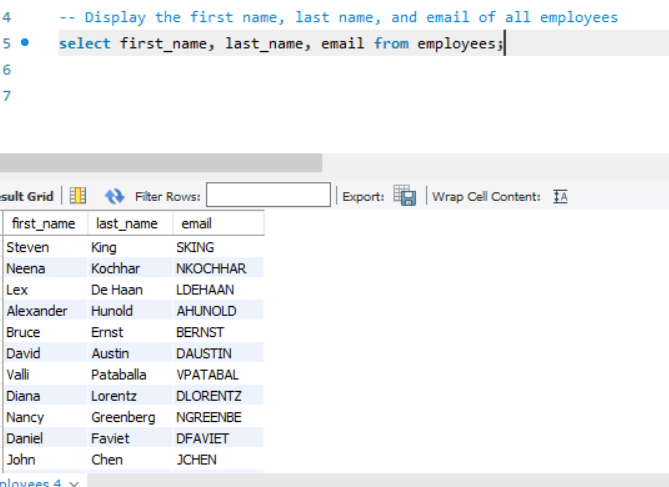 4 -- Display the first name, last name, and email of all employees
5 select first_name, last_name, email from employees;
6
7
sult Grid Filter Rows: Export: Wrap Cell Content: IA
first_name last_name email
Steven King SKING
Neena Kochhar NKOCHHAR
Lex De Haan LDEHAAN
Alexander Hunold AHUNOLD
Bruce Ernst BERNST
David Austin DAUSTIN
Valli Pataballa VPATABAL
Diana Lorentz DLORENTZ
Nancy Greenberg NGREENBE
Daniel Faviet DFAVIET
John Chen JCHEN
ployees 4